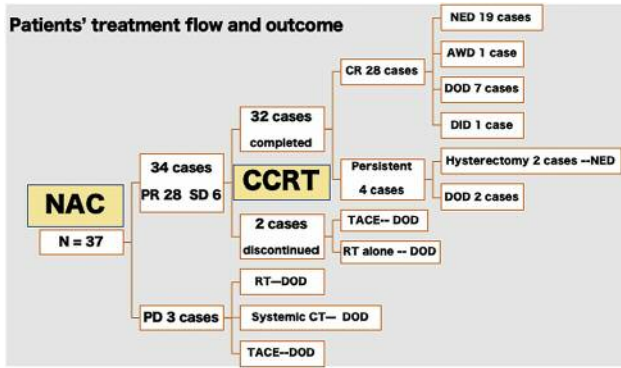 Patients' treatment flow and outcome
NAC
N = 37
34 cases
PR 28 SD 6
PD 3 cases
CCRT
32 cases
completed
2 cases
discontinued
RT—DOD
Systemic CT— DOD
TACE--DOD
CR 28 cases
Persistent
4 cases
TACE-- DOD
RT alone -- DOD
NED 19 cases
AWD 1 case
DOD 7 cases
DID 1 case
Hysterectomy 2 cases --NED
DOD 2 cases